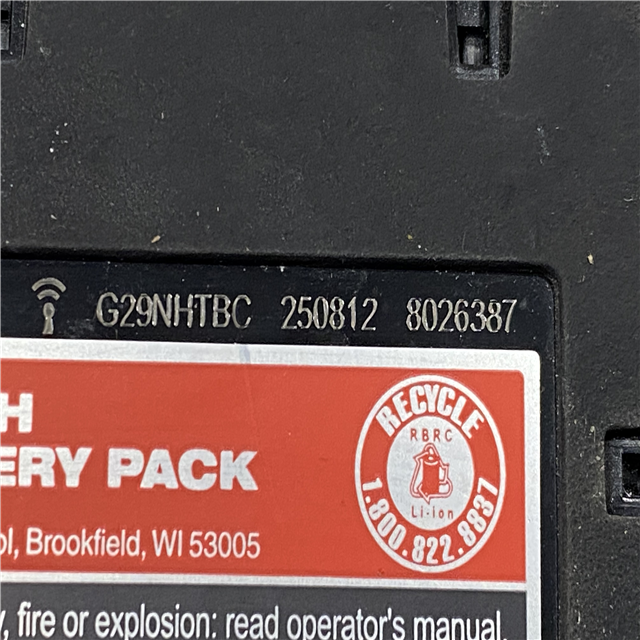 G29NHTBC 250812 8026387
H
ERY PACK
ol, Brookfield, WI 53005
RECYCLE
RBRC
Li-ion
1.800.822.8837
, fire or explosion: read operator's manual